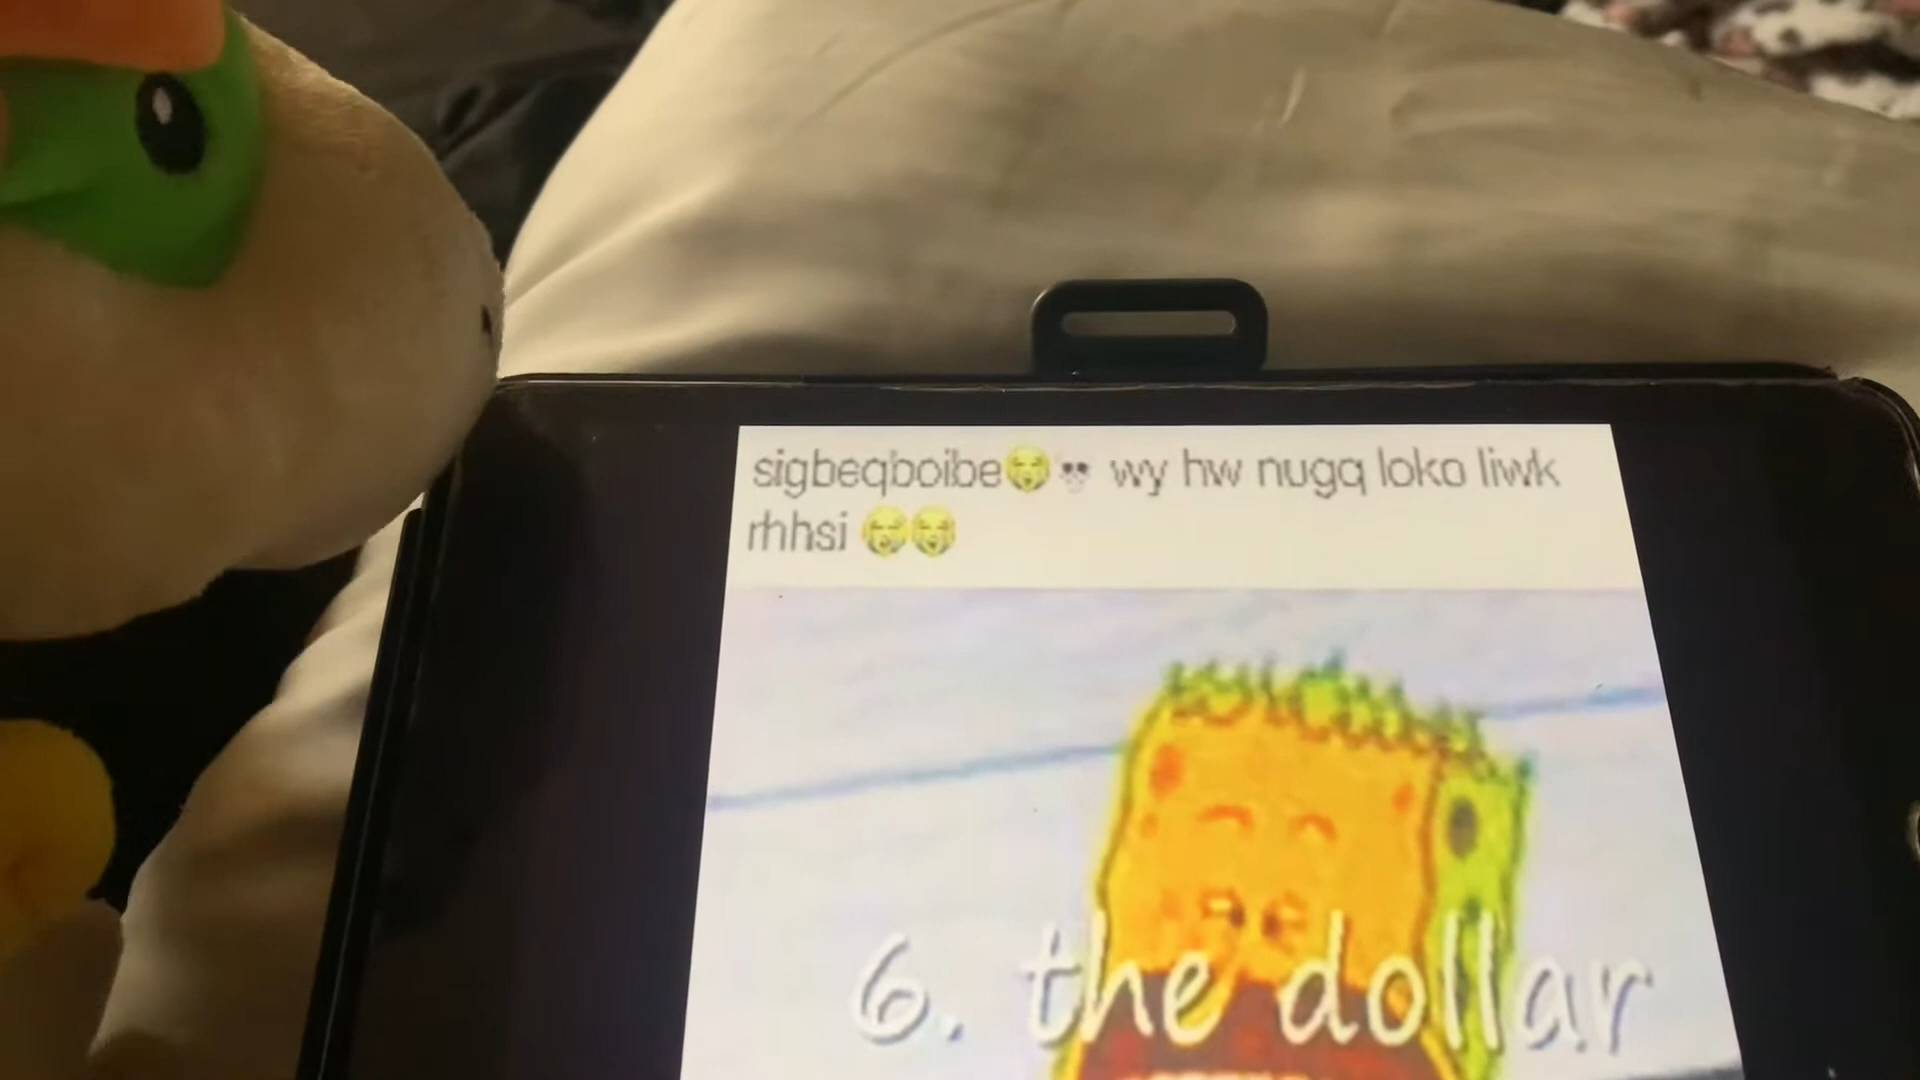 sigbeqboibe😭💀 wy hw nugq loko liwk
rhhsi 😭😭
6. the dollar